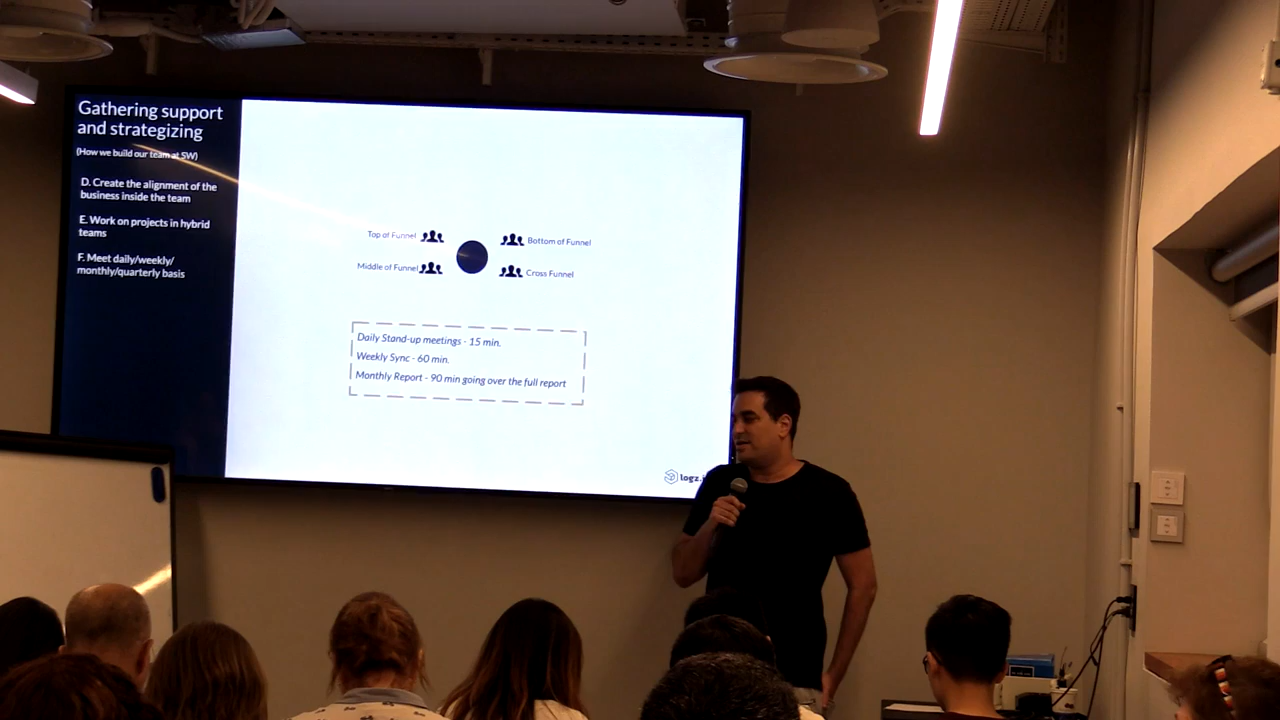 Gathering support
and strategizing
(How we build our team at SW)
D. Create the alignment of the
business inside the team
E. Work on projects in hybrid
teams
F. Meet daily/weekly/
monthly/quarterly basis
Top of Funnel
Bottom of Funnel
Middle of Funnel
Cross Funnel
Daily Stand-up meetings - 15 min.
Weekly Sync - 60 min.
Monthly Report - 90 min going over the full report
logz.i